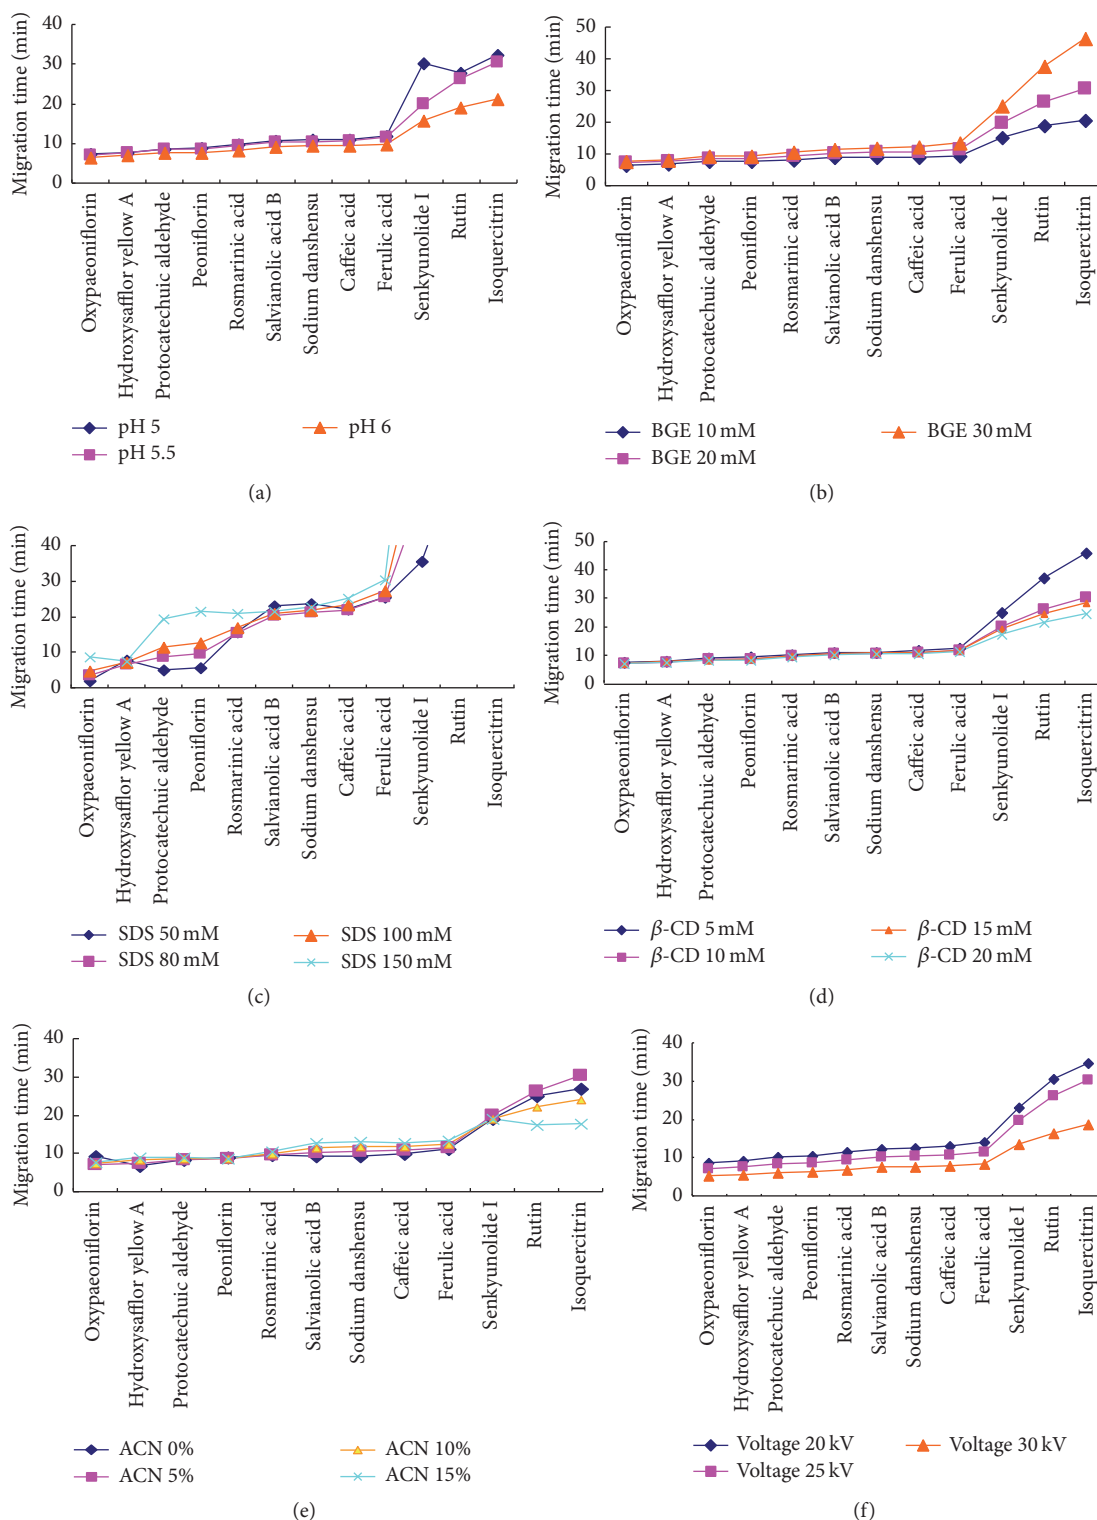 Migration time (min)
40
30
20
10
0
Oxypaeoniflorin
Hydroxysafflor yellow A
Protocatechuic aldehyde
Peoniflorin
Rosmarinic acid
Salvianolic acid B
Sodium danshensu
Caffeic acid
Ferulic acid
Senkyunolide I
Rutin
Isoquercitrin
pH 5
pH 5.5
pH 6
(a)
Migration time (min)
50
40
30
20
10
0
Oxypaeoniflorin
Hydroxysafflor yellow A
Protocatechuic aldehyde
Peoniflorin
Rosmarinic acid
Salvianolic acid B
Sodium danshensu
Caffeic acid
Ferulic acid
Senkyunolide I
Rutin
Isoquercitrin
BGE 10 mM
BGE 20 mM
BGE 30 mM
(b)
Migration time (min)
40
30
20
10
0
Oxypaeoniflorin
Hydroxysafflor yellow A
Protocatechuic aldehyde
Peoniflorin
Rosmarinic acid
Salvianolic acid B
Sodium danshensu
Caffeic acid
Ferulic acid
Senkyunolide I
Rutin
Isoquercitrin
SDS 50 mM
SDS 80 mM
SDS 100 mM
SDS 150 mM
(c)
Migration time (min)
50
40
30
20
10
0
Oxypaeoniflorin
Hydroxysafflor yellow A
Protocatechuic aldehyde
Peoniflorin
Rosmarinic acid
Salvianolic acid B
Sodium danshensu
Caffeic acid
Ferulic acid
Senkyunolide I
Rutin
Isoquercitrin
β-CD 5 mM
β-CD 10 mM
β-CD 15 mM
β-CD 20 mM
(d)
Migration time (min)
40
30
20
10
0
Oxypaeoniflorin
Hydroxysafflor yellow A
Protocatechuic aldehyde
Peoniflorin
Rosmarinic acid
Salvianolic acid B
Sodium danshensu
Caffeic acid
Ferulic acid
Senkyunolide I
Rutin
Isoquercitrin
ACN 0%
ACN 5%
ACN 10%
ACN 15%
(e)
Migration time (min)
40
30
20
10
0
Oxypaeoniflorin
Hydroxysafflor yellow A
Protocatechuic aldehyde
Peoniflorin
Rosmarinic acid
Salvianolic acid B
Sodium danshensu
Caffeic acid
Ferulic acid
Senkyunolide I
Rutin
Isoquercitrin
Voltage 20 kV
Voltage 25 kV
Voltage 30 kV
(f)